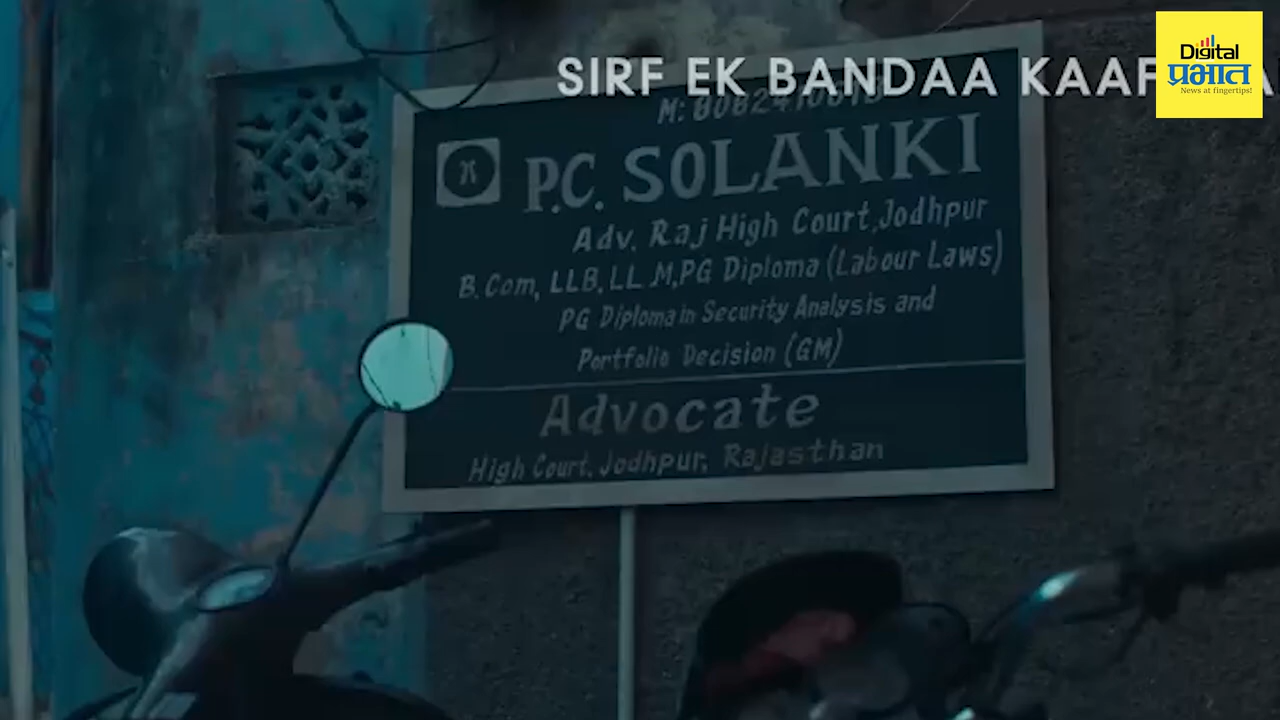 SIRF EK BANDAA KAAF
Digital
प्रभात
News at fingertips!
P.C. SOLANKI
Adv. Raj High Court, Jodhpur
B. Com, LLB, LL.M, PG Diploma (Labour Laws)
PG Diploma in Security Analysis and
Portfolio Decision (GM)
Advocate
High Court, Jodhpur, Rajasthan